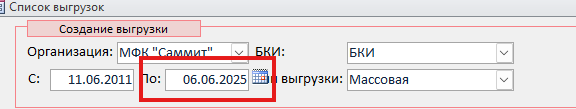 Список выгрузок
Создание выгрузки
Организация: МФК "Саммит" БКИ: БКИ
С: 11.06.2011 По: 06.06.2025 выгрузки: Массовая